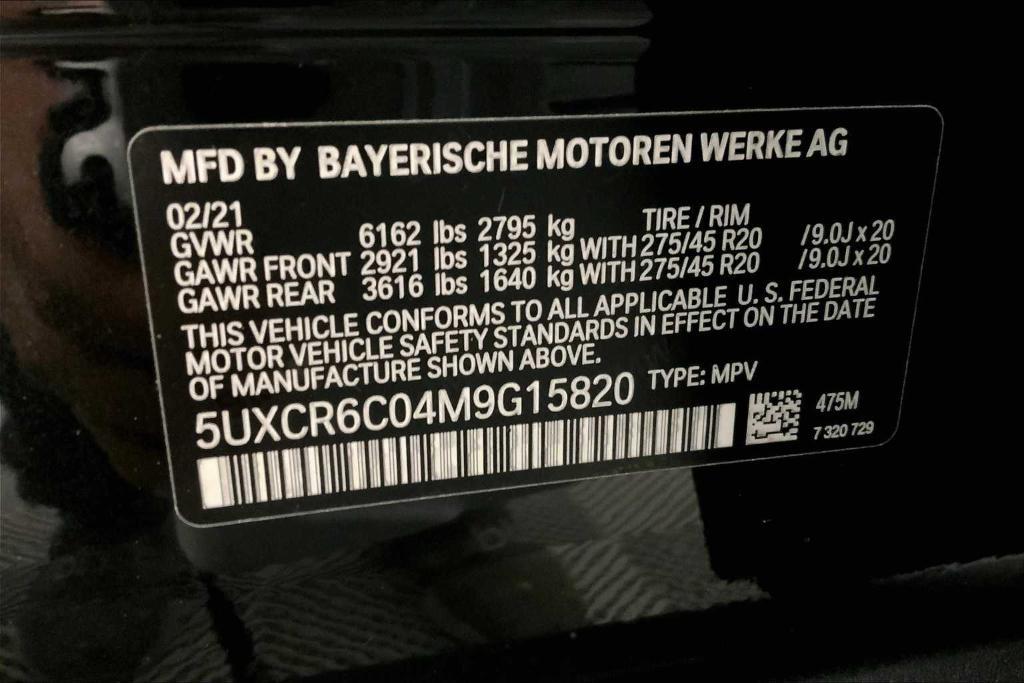 MFD BY BAYERISCHE MOTOREN WERKE AG
02/21 TIRE / RIM
GVWR 6162 lbs 2795 kg
GAWR FRONT 2921 lbs 1325 kg WITH 275/45 R20 /9.0J x 20
GAWR REAR 3616 lbs 1640 kg WITH 275/45 R20 /9.0J x 20
THIS VEHICLE CONFORMS TO ALL APPLICABLE U. S. FEDERAL
MOTOR VEHICLE SAFETY STANDARDS IN EFFECT ON THE DATE
OF MANUFACTURE SHOWN ABOVE.
5UXCR6C04M9G15820 TYPE: MPV
475M
7 320 729